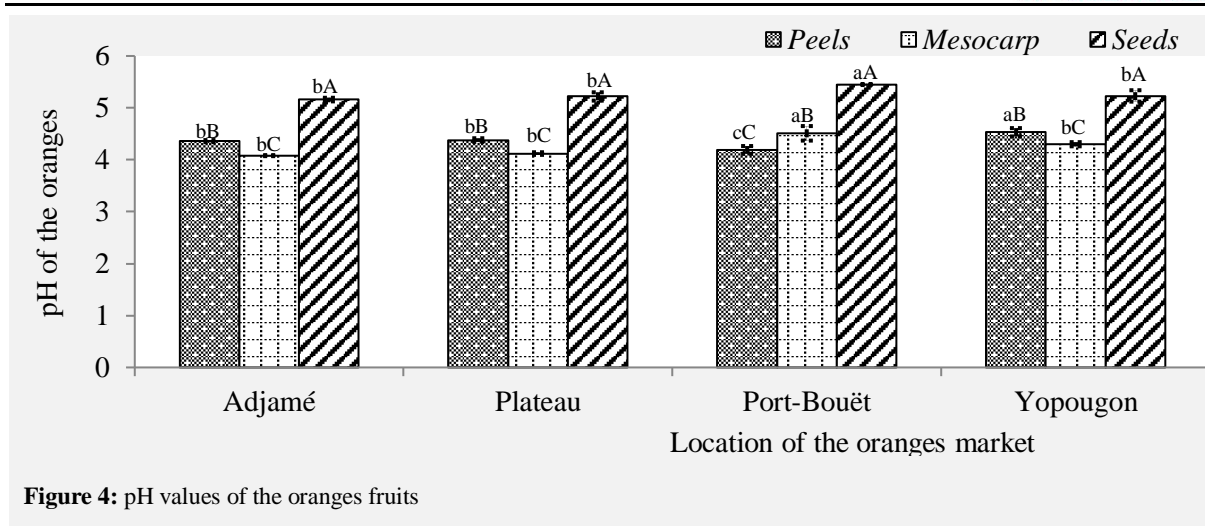 Peels Mesocarp Seeds
6
5
4
3
2
1
0
pH of the oranges
bB bC bA
bB bC bA
cC aB aA
aB bC bA
Adjamé Plateau Port-Bouët Yopougon
Location of the oranges market
Figure 4: pH values of the oranges fruits